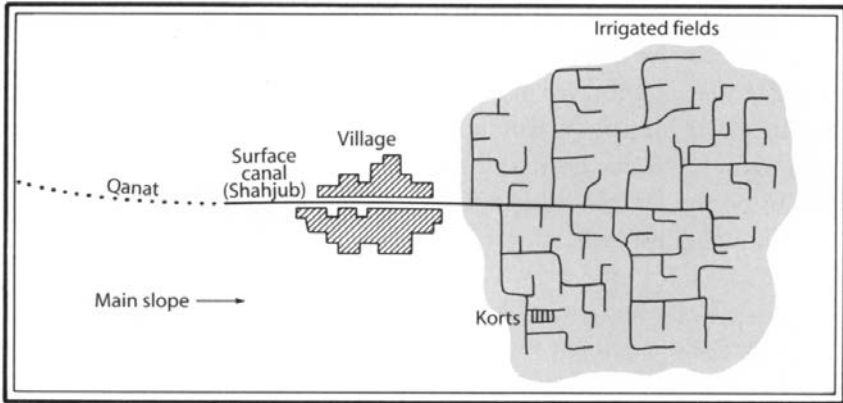 Irrigated fields
Village
Surface
canal
(Shahjub)
Qanat
Main slope
Korts